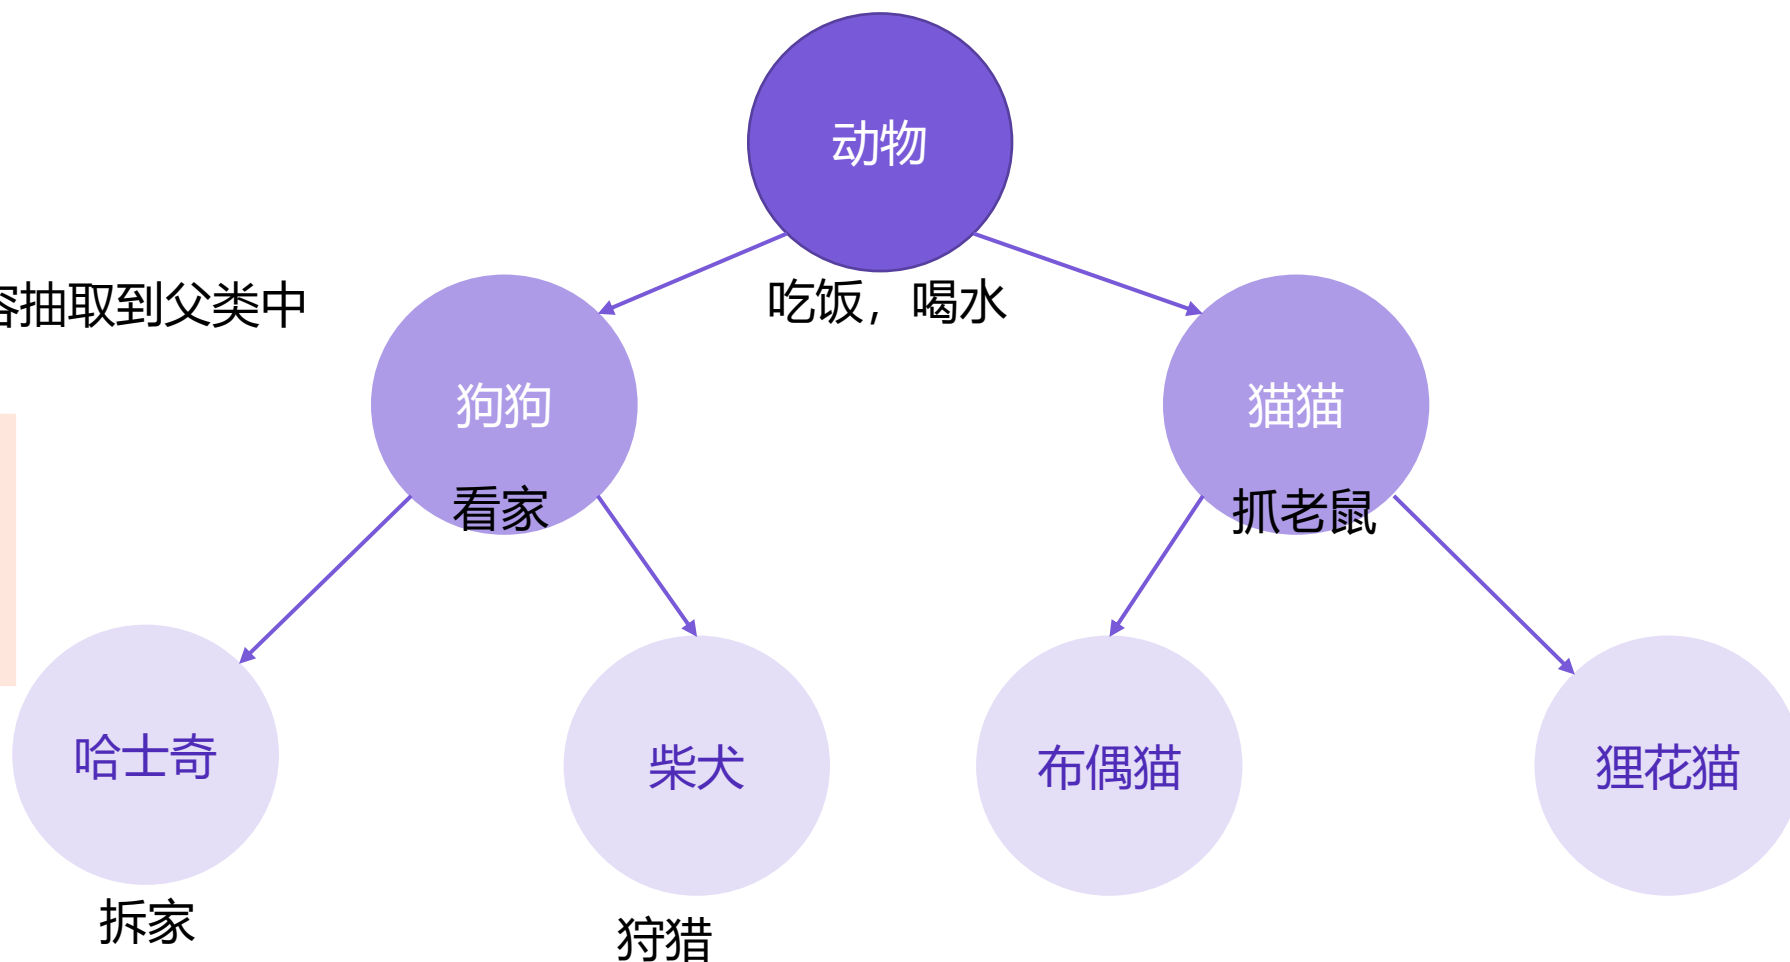 动物
容抽取到父类中
吃饭，喝水
狗狗
猫猫
看家
抓老鼠
哈士奇
柴犬
布偶猫
狸花猫
拆家
狩猎